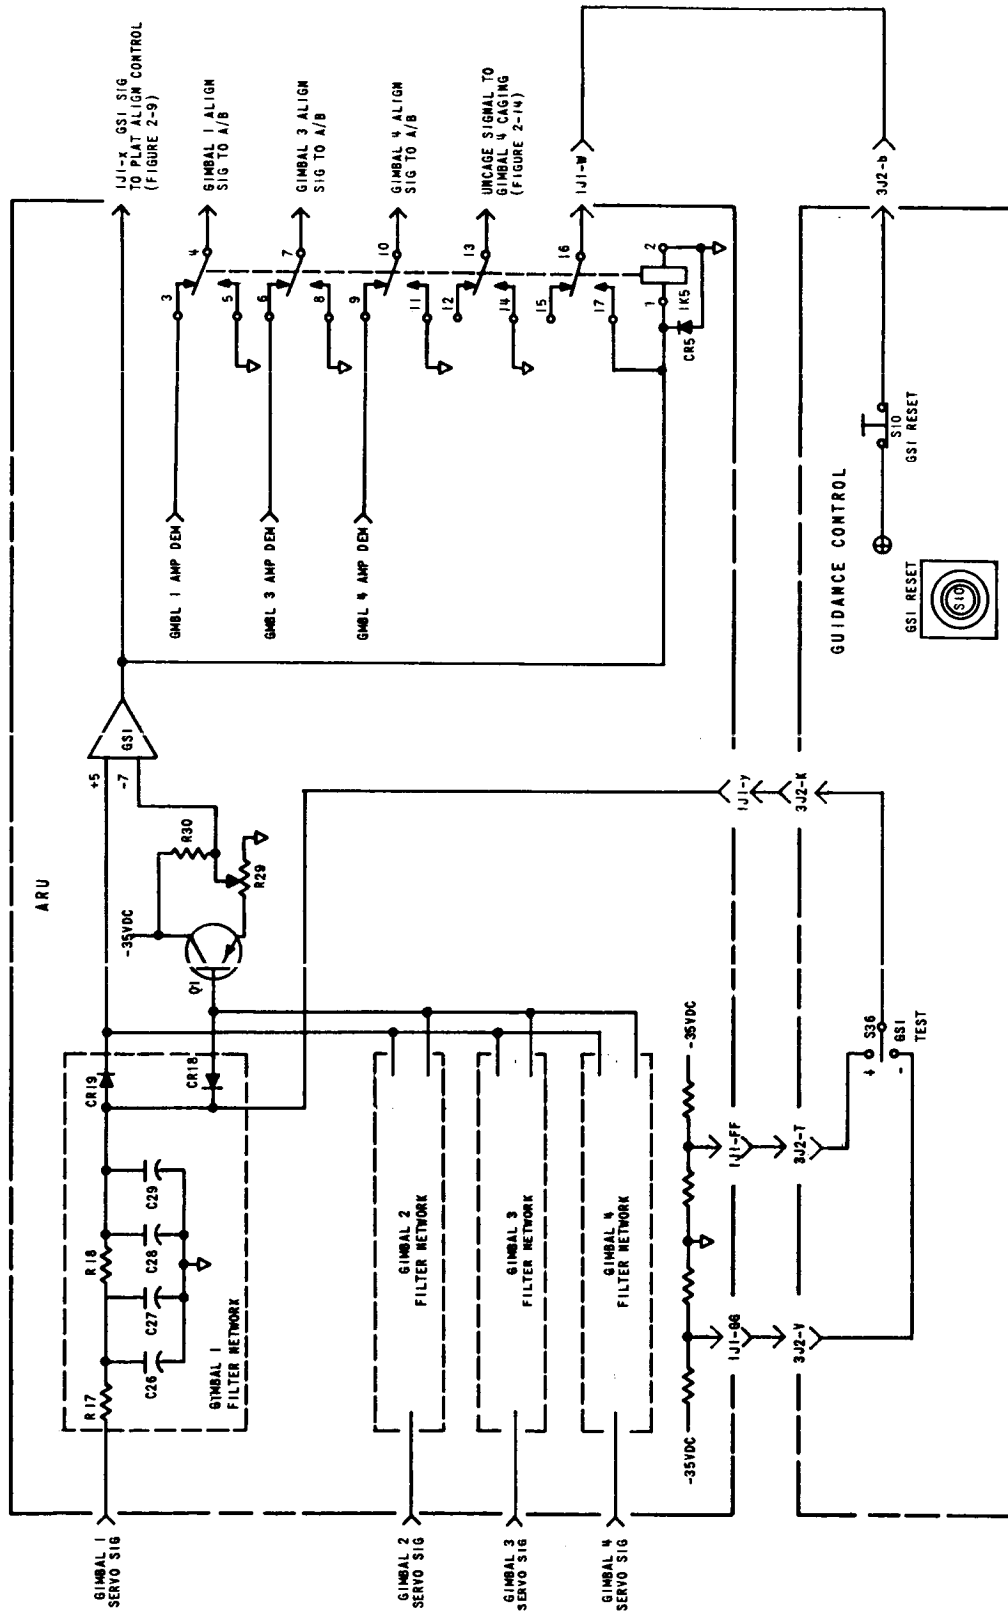 ARU
GIMBAL 1
SERVO SIG
R17
C26
C27
R18
C28
C29
CR19
CR18
GIMBAL 1
FILTER NETWORK
Q1
-35VDC
R30
R29
+5
-7
GSI
1J1-x GSI SIG
TO PLAT ALIGN CONTROL
(FIGURE 2-9)
GMBL 1 AMP DEM
3
4
5
GIMBAL 1 ALIGN
SIG TO A/B
GMBL 3 AMP DEM
6
7
8
GIMBAL 3 ALIGN
SIG TO A/B
GMBL 4 AMP DEM
9
10
11
GIMBAL 4 ALIGN
SIG TO A/B
12
13
14
UNCAGE SIGNAL TO
GIMBAL 4 CAGING
(FIGURE 2-14)
15
16
17
1J1-W
1
2
1K5
CR5
GIMBAL 2
SERVO SIG
GIMBAL 2
FILTER NETWORK
GIMBAL 3
SERVO SIG
GIMBAL 3
FILTER NETWORK
GIMBAL 4
SERVO SIG
GIMBAL 4
FILTER NETWORK
-35VDC
-35VDC
1J1-GG
1J1-FF
1J1-y
3J2-V
3J2-T
3J2-K
3J2-b
+
S36
-
GSI
TEST
GUIDANCE CONTROL
GSI RESET
S10
S10
GSI RESET